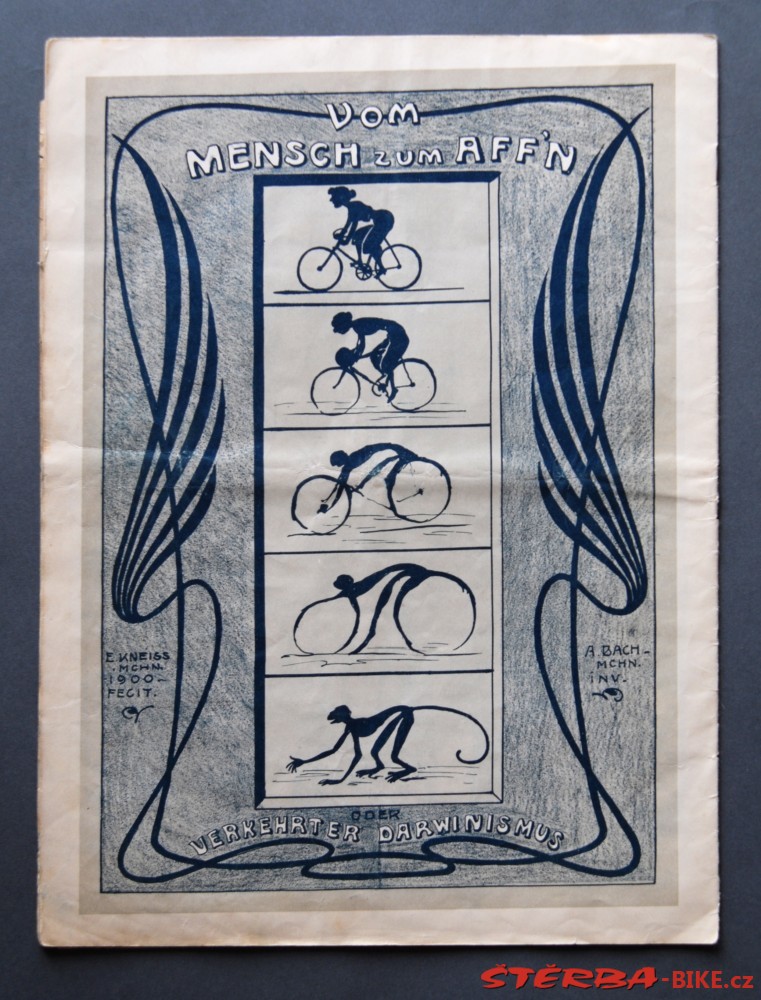 VOM
MENSCH ZUM AFF'N
E. KNEISS
MCHN.
1900–
FECIT.
A. BACH–
MCHN.
INV.
ODER
VERKEHRTER DARWINISMUS
ŠTĚRBA-BIKE.cz